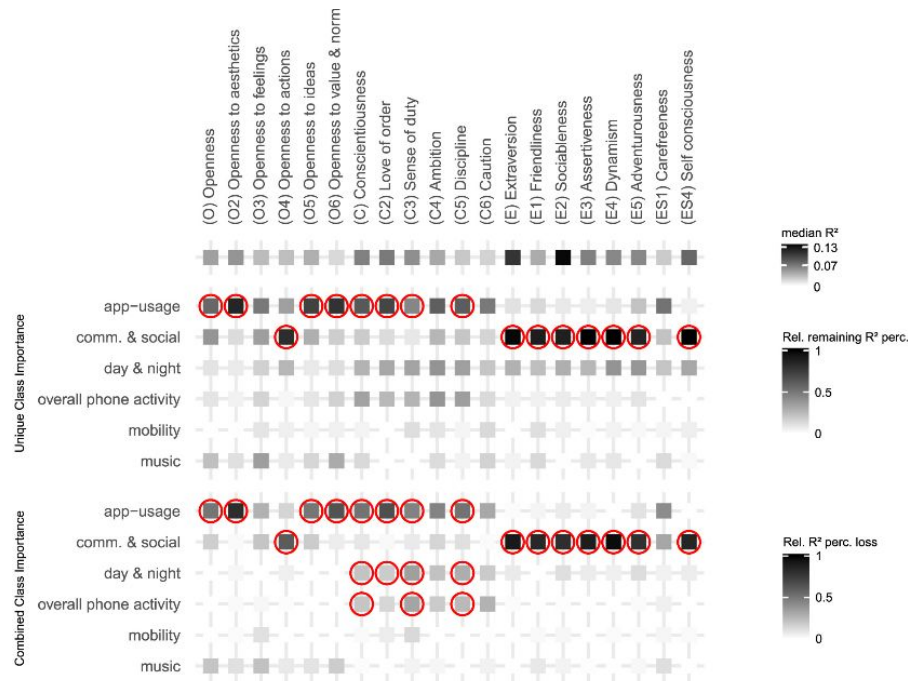 (O) Openness
(O2) Openness to aesthetics
(O3) Openness to feelings
(O4) Openness to actions
(O5) Openness to ideas
(O6) Openness to value & norm
(C) Conscientiousness
(C2) Love of order
(C3) Sense of duty
(C4) Ambition
(C5) Discipline
(C6) Caution
(E) Extraversion
(E1) Friendliness
(E2) Sociableness
(E3) Assertiveness
(E4) Dynamism
(E5) Adventurousness
(ES1) Carefreeness
(ES4) Self consciousness
median R²
0.13
0.07
0
Unique Class Importance
app-usage
comm. & social
day & night
overall phone activity
mobility
music
Rel. remaining R² perc.
1
0.5
0
Combined Class Importance
app-usage
comm. & social
day & night
overall phone activity
mobility
music
Rel. R² perc. loss
1
0.5
0